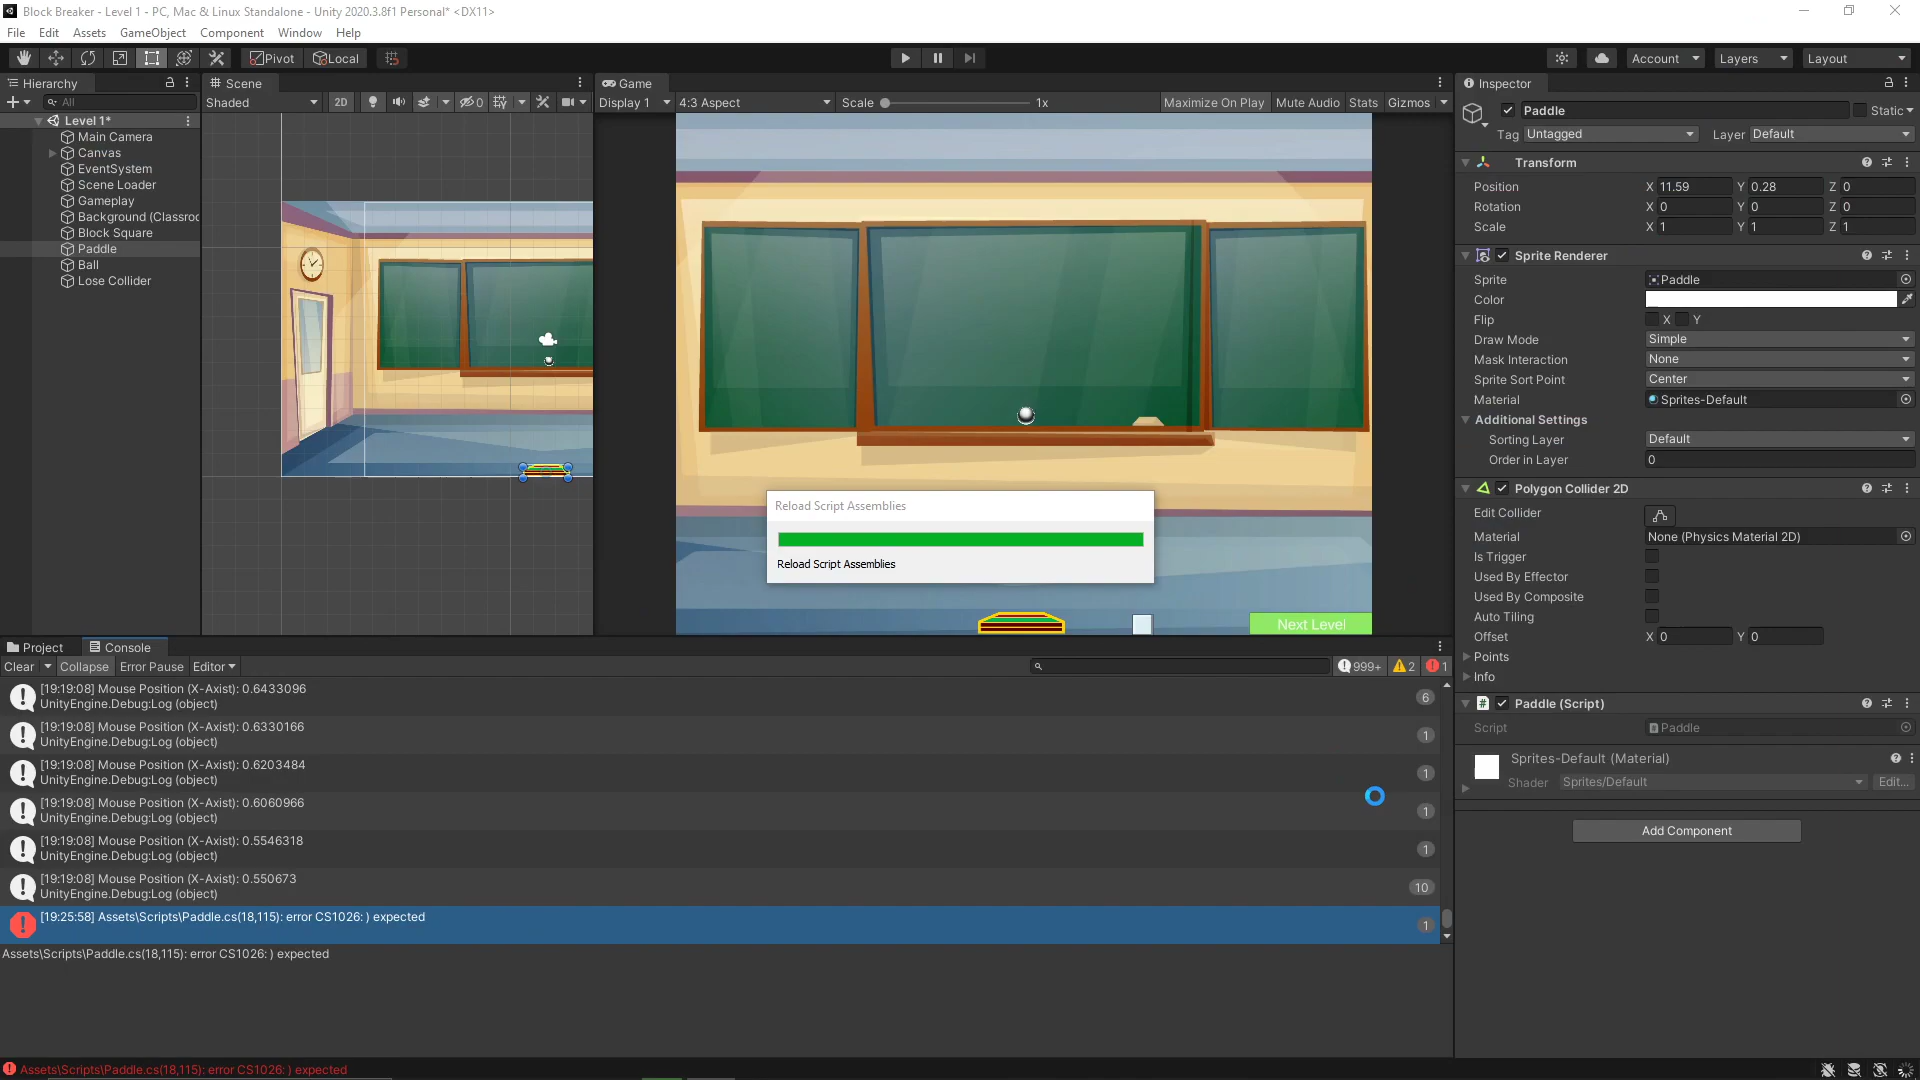 Block Breaker - Level 1 - PC, Mac & Linux Standalone - Unity 2020.3.8f1 Personal* <DX11>
File Edit Assets GameObject Component Window Help
Pivot Local Account Layers Layout
Hierarchy Scene Game Inspector
All
Shaded 2D 0
Display 1 4:3 Aspect Scale 1x Maximize On Play Mute Audio Stats Gizmos
Level 1*
Main Camera
Canvas
EventSystem
Scene Loader
Gameplay
Background (Classroo
Block Square
Paddle
Ball
Lose Collider
Reload Script Assemblies
Reload Script Assemblies
Next Level
Paddle Static
Tag Untagged Layer Default
Transform
Position X 11.59 Y 0.28 Z 0
Rotation X 0 Y 0 Z 0
Scale X 1 Y 1 Z 1
Sprite Renderer
Sprite Paddle
Color
Flip X Y
Draw Mode Simple
Mask Interaction None
Sprite Sort Point Center
Material Sprites-Default
Additional Settings
Sorting Layer Default
Order in Layer 0
Polygon Collider 2D
Edit Collider
Material None (Physics Material 2D)
Is Trigger
Used By Effector
Used By Composite
Auto Tiling
Offset X 0 Y 0
Points
Info
Paddle (Script)
Script Paddle
Sprites-Default (Material)
Shader Sprites/Default Edit...
Add Component
Project Console
Clear Collapse Error Pause Editor 999+ 2 1
[19:19:08] Mouse Position (X-Axist): 0.6433096
UnityEngine.Debug:Log (object) 6
[19:19:08] Mouse Position (X-Axist): 0.6330166
UnityEngine.Debug:Log (object) 1
[19:19:08] Mouse Position (X-Axist): 0.6203484
UnityEngine.Debug:Log (object) 1
[19:19:08] Mouse Position (X-Axist): 0.6060966
UnityEngine.Debug:Log (object) 1
[19:19:08] Mouse Position (X-Axist): 0.5546318
UnityEngine.Debug:Log (object) 1
[19:19:08] Mouse Position (X-Axist): 0.550673
UnityEngine.Debug:Log (object) 10
[19:25:58] Assets\Scripts\Paddle.cs(18,115): error CS1026: ) expected 1
Assets\Scripts\Paddle.cs(18,115): error CS1026: ) expected
Assets\Scripts\Paddle.cs(18,115): error CS1026: ) expected